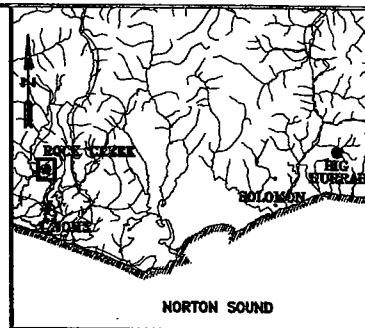 ROCK CREEK
NOME
BIG
HURRAH
SOLOMON
NORTON SOUND